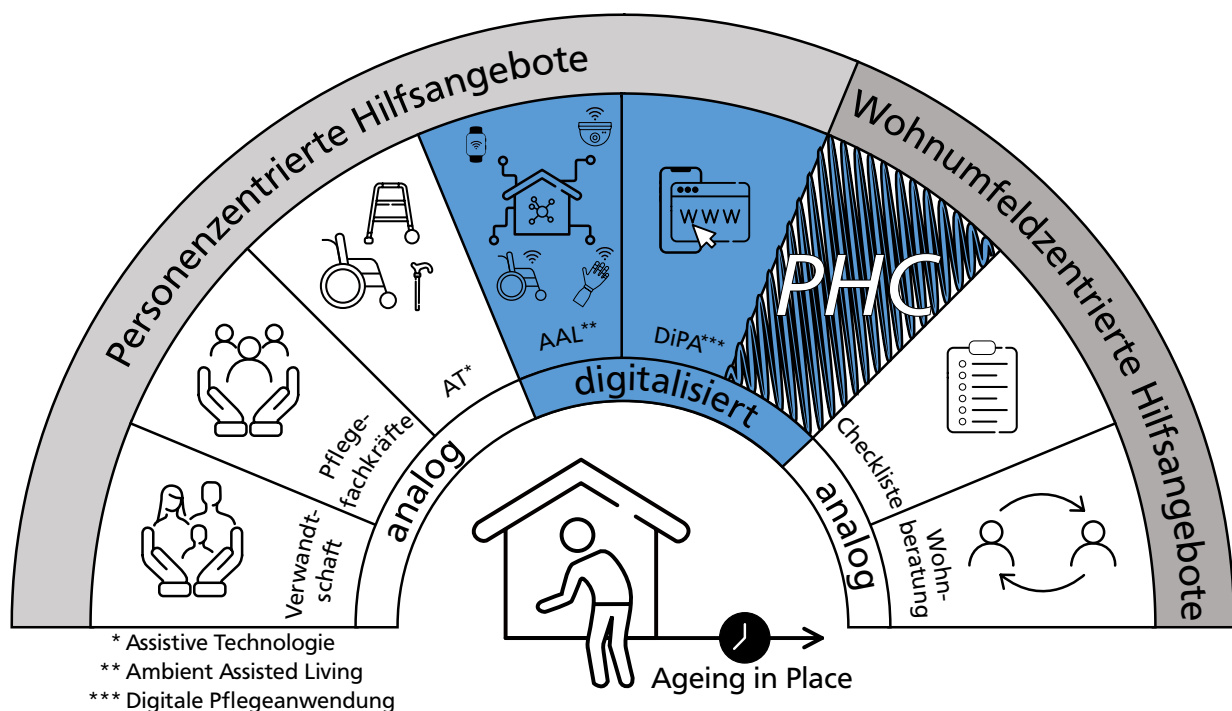 Personenzentrierte Hilfsangebote
Wohnumfeldzentrierte Hilfsangebote
Verwandt-
schaft
Pflege-
fachkräfte
AT*
AAL**
DiPA***
WWW
PHC
Checkliste
Wohn-
beratung
analog
digitalisiert
analog
Ageing in Place
* Assistive Technologie
** Ambient Assisted Living
*** Digitale Pflegeanwendung